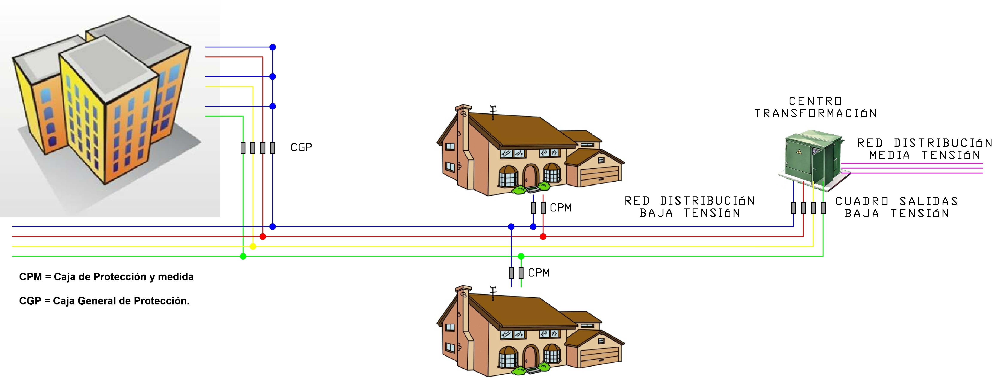 CENTRO
TRANSFORMACIóN
RED DISTRIBUCIóN
MEDIA TENSIóN
CGP
RED DISTRIBUCIóN
BAJA TENSIóN
CPM
CUADRO SALIDAS
BAJA TENSIóN
CPM
CPM = Caja de Protección y medida
CGP = Caja General de Protección.